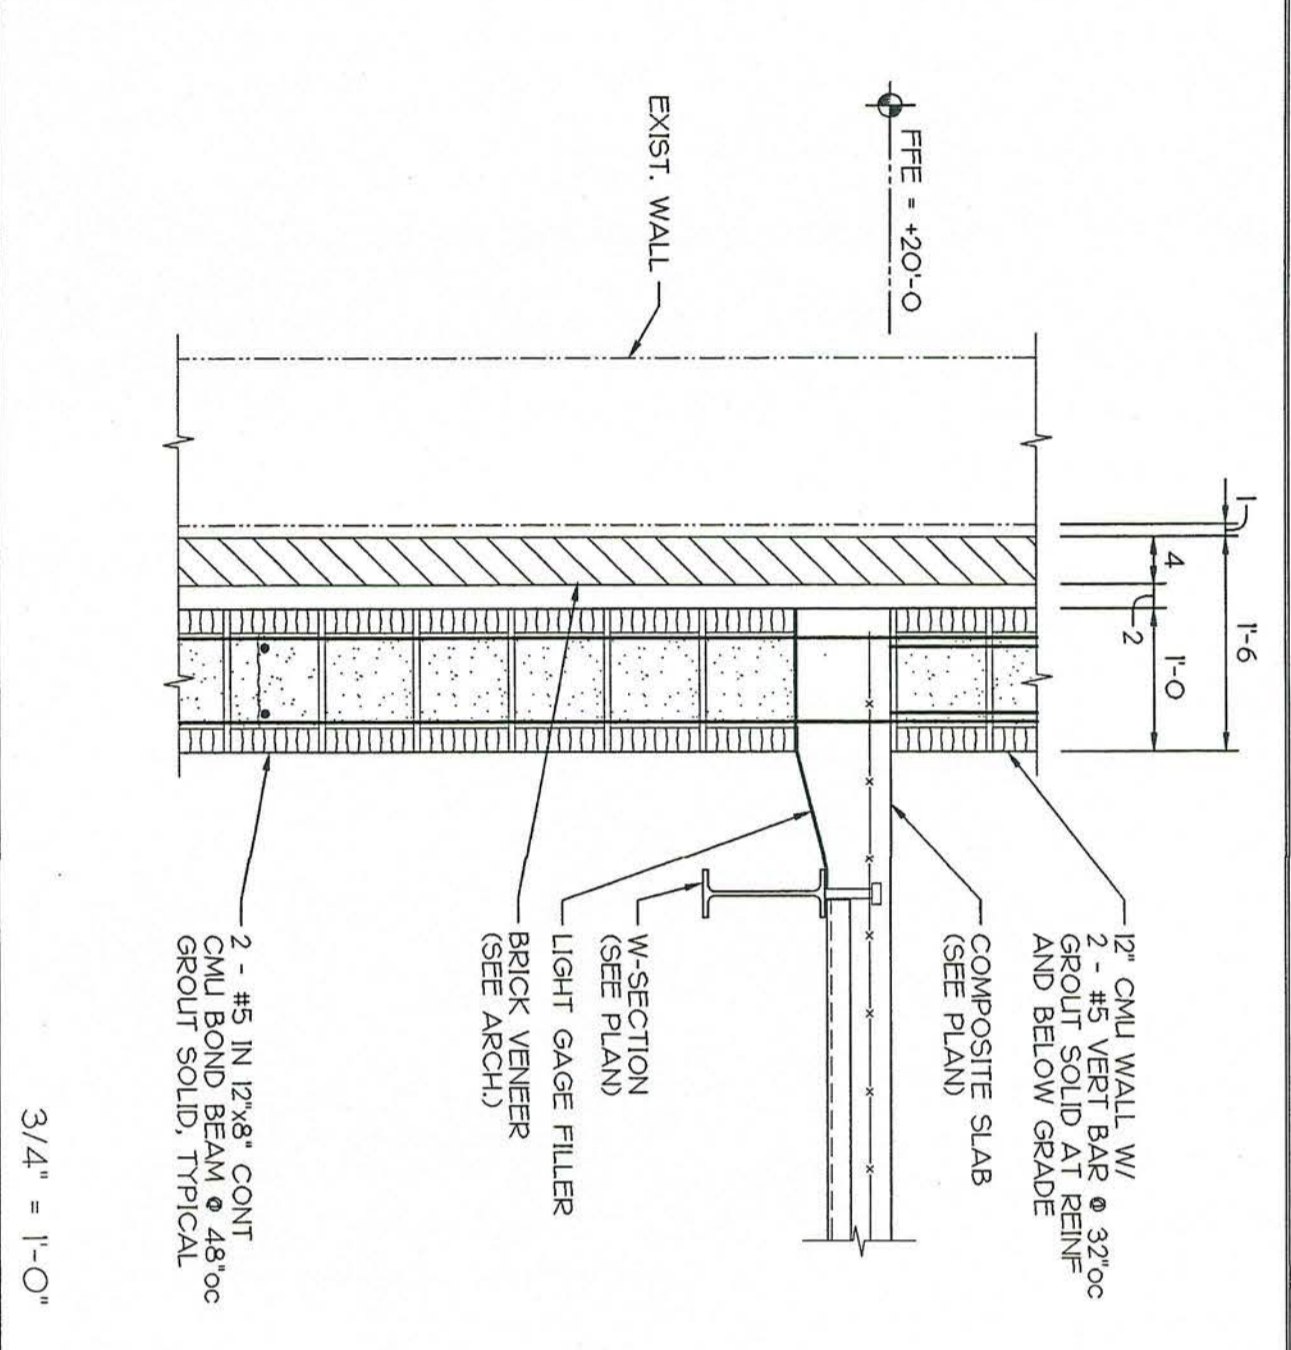 1
1'-6
4
2
1'-0
FFE = +20'-0
EXIST. WALL
12" CMU WALL W/
2 - #5 VERT BAR @ 32"oc
GROUT SOLID AT REINF
AND BELOW GRADE
COMPOSITE SLAB
(SEE PLAN)
W-SECTION
(SEE PLAN)
LIGHT GAGE FILLER
BRICK VENEER
(SEE ARCH.)
2 - #5 IN 12"x8" CONT
CMU BOND BEAM @ 48"oc
GROUT SOLID, TYPICAL
3/4" = 1'-0"